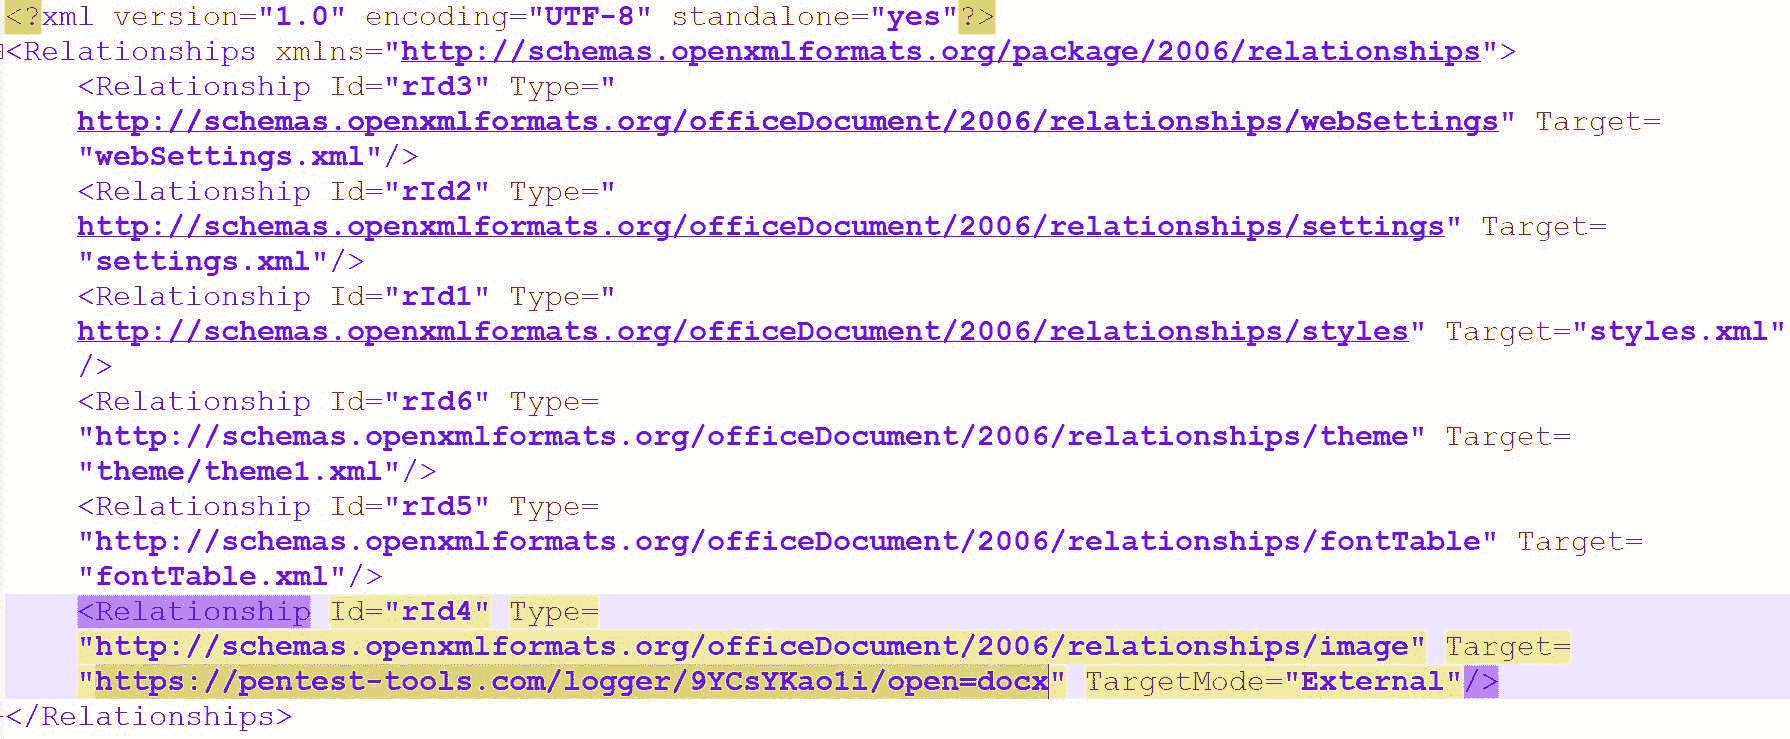 <?xml version="1.0" encoding="UTF-8" standalone="yes"?>
<Relationships xmlns="http://schemas.openxmlformats.org/package/2006/relationships">
<Relationship Id="rId3" Type="
http://schemas.openxmlformats.org/officeDocument/2006/relationships/webSettings" Target=
"webSettings.xml"/>
<Relationship Id="rId2" Type="
http://schemas.openxmlformats.org/officeDocument/2006/relationships/settings" Target=
"settings.xml"/>
<Relationship Id="rId1" Type="
http://schemas.openxmlformats.org/officeDocument/2006/relationships/styles" Target="styles.xml"
/>
<Relationship Id="rId6" Type=
"http://schemas.openxmlformats.org/officeDocument/2006/relationships/theme" Target=
"theme/theme1.xml"/>
<Relationship Id="rId5" Type=
"http://schemas.openxmlformats.org/officeDocument/2006/relationships/fontTable" Target=
"fontTable.xml"/>
<Relationship Id="rId4" Type=
"http://schemas.openxmlformats.org/officeDocument/2006/relationships/image" Target=
"https://pentest-tools.com/logger/9YCsYKao1i/open=docx" TargetMode="External"/>
</Relationships>